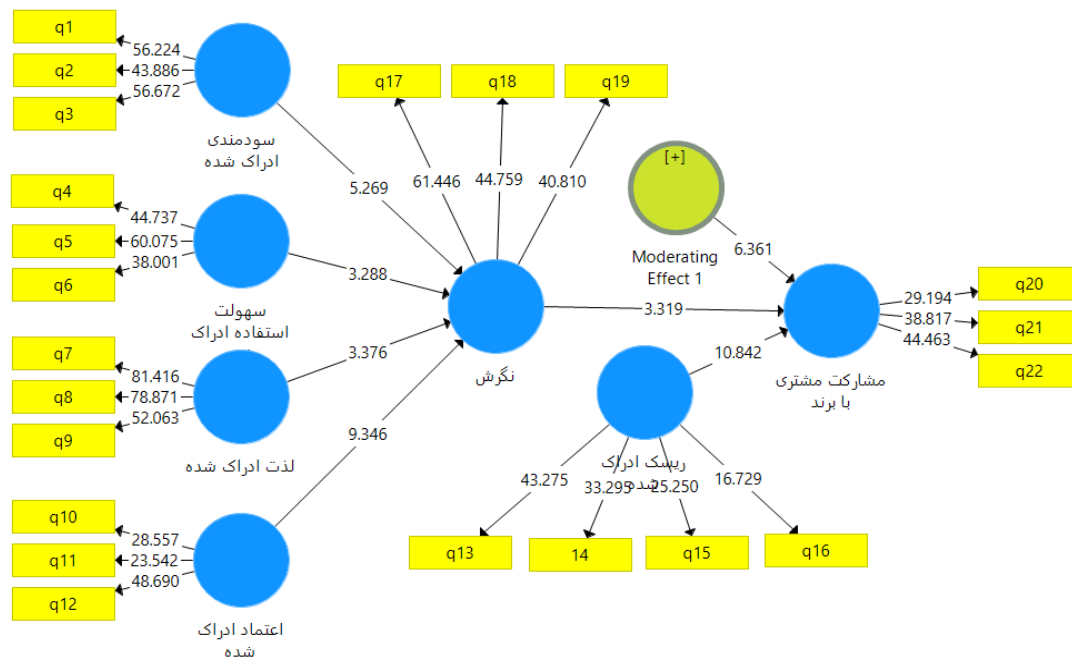 q1
q2
q3
56.224
43.886
56.672
سودمندی
ادراک شده
q4
q5
q6
44.737
60.075
38.001
سهولت
استفاده ادراک
q7
q8
q9
81.416
78.871
52.063
لذت ادراک شده
q10
q11
q12
28.557
23.542
48.690
اعتماد ادراک
شده
5.269
3.288
3.376
9.346
q17
q18
q19
61.446
44.759
40.810
نگرش
[+]
Moderating
Effect 1
6.361
3.319
10.842
ریسک ادراک
شده
43.275
33.295
25.250
16.729
q13
14
q15
q16
مشارکت مشتری
با برند
29.194
38.817
44.463
q20
q21
q22